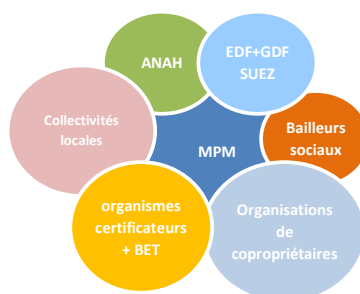 ANAH
EDF+GDF
SUEZ
Collectivités
locales
MPM
Bailleurs
sociaux
organismes
certificateurs
+ BET
Organisations
de
copropriétaires